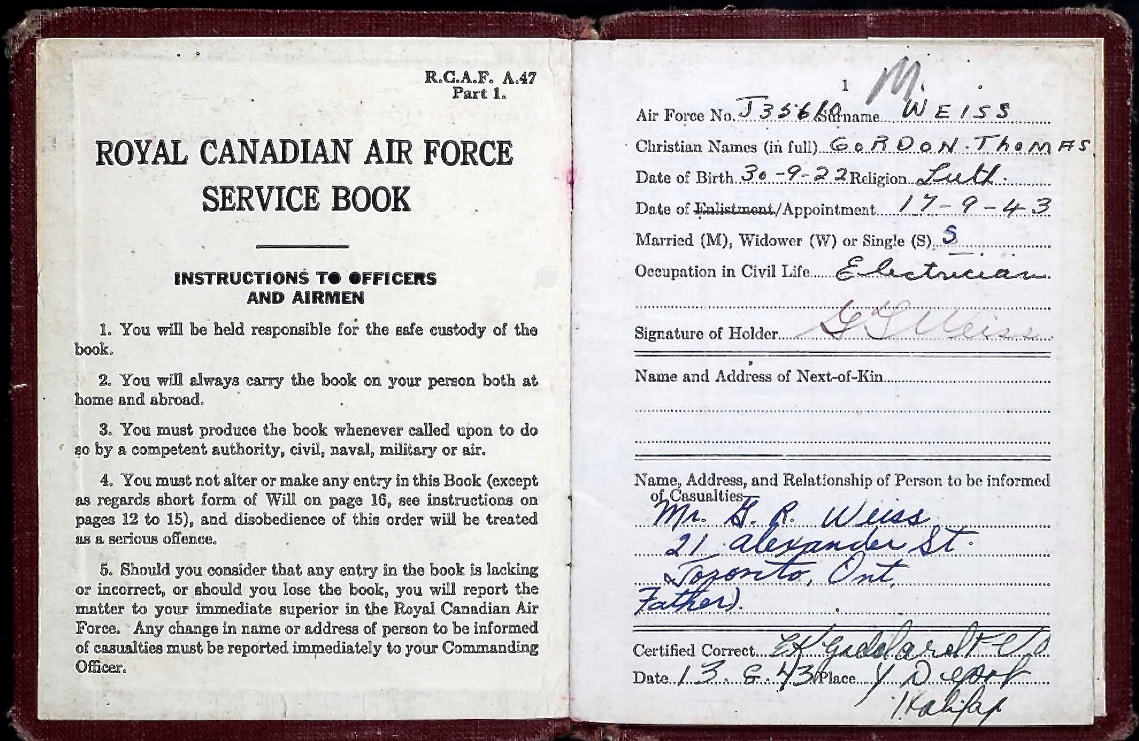 R.C.A.F. A.47
Part 1.
ROYAL CANADIAN AIR FORCE
SERVICE BOOK
INSTRUCTIONS TO OFFICERS
AND AIRMEN
1. You will be held responsible for the safe custody of the
book.
2. You will always carry the book on your person both at
home and abroad.
3. You must produce the book whenever called upon to do
so by a competent authority, civil, naval, military or air.
4. You must not alter or make any entry in this Book (except
as regards short form of Will on page 16, see instructions on
pages 12 to 15), and disobedience of this order will be treated
as a serious offence.
5. Should you consider that any entry in the book is lacking
or incorrect, or should you lose the book, you will report the
matter to your immediate superior in the Royal Canadian Air
Force. Any change in name or address of person to be informed
of casualties must be reported immediately to your Commanding
Officer.
1 M
Air Force No. J35610 Surname WEISS
Christian Names (in full) GORDON THOMAS
Date of Birth 30-9-22 Religion Luth.
Date of Enlistment/Appointment 17-9-43
Married (M), Widower (W) or Single (S) S
Occupation in Civil Life Electrician
Signature of Holder G T Weiss
Name and Address of Next-of-Kin
Name, Address, and Relationship of Person to be informed
of Casualties
Mr. G. R. Weiss
21 Alexander St.
Toronto, Ont.
Father).
Certified Correct F/O
Date 13. Place Y Depot
Halifax